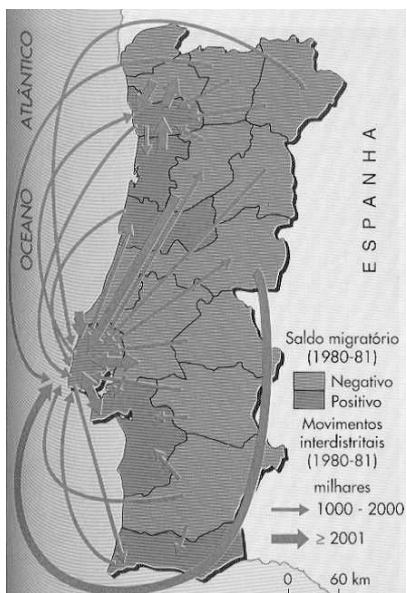 OCEANO ATLÂNTICO
ESPANHA
Saldo migratório
(1980-81)
Negativo
Positivo
Movimentos
interdistritais
(1980-81)
milhares
1000 - 2000
≥ 2001
0 60 km